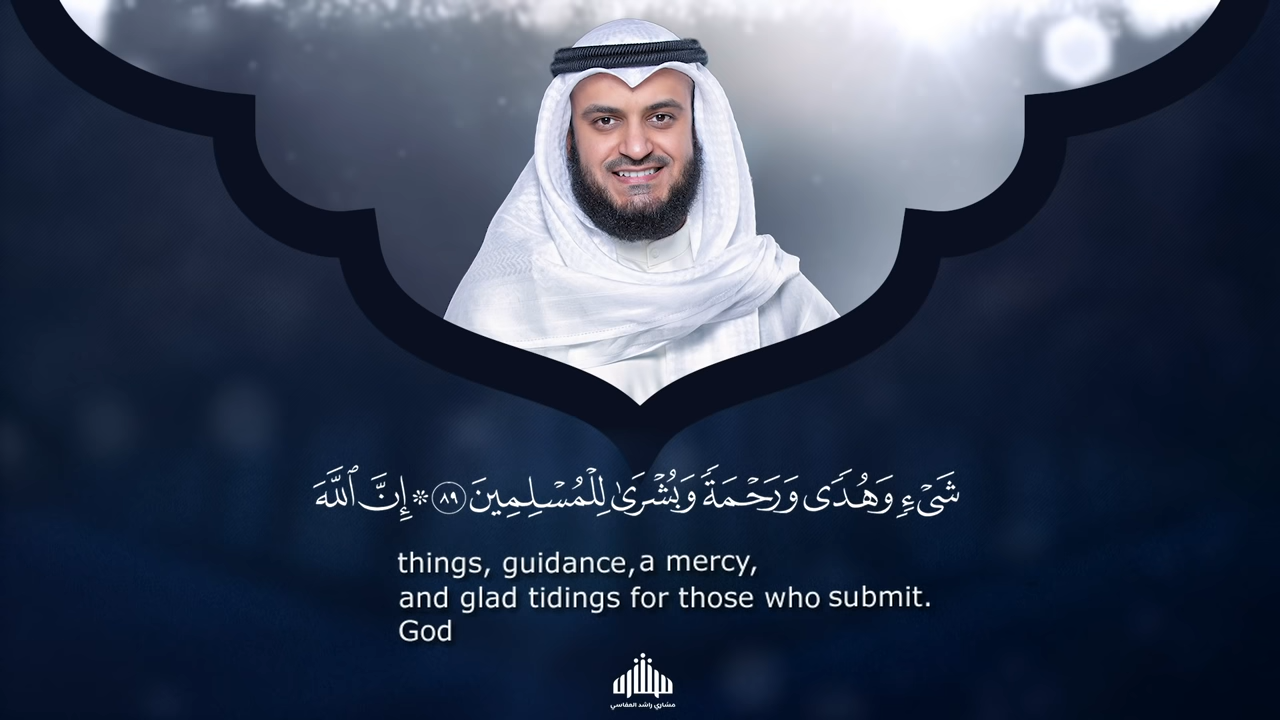 شَىْءٍ وَهُدًى وَرَحْمَةً وَبُشْرَىٰ لِلْمُسْلِمِينَ ٨٩ ۞ إِنَّ ٱللَّهَ
things, guidance, a mercy,
and glad tidings for those who submit.
God
مشاري راشد العفاسي